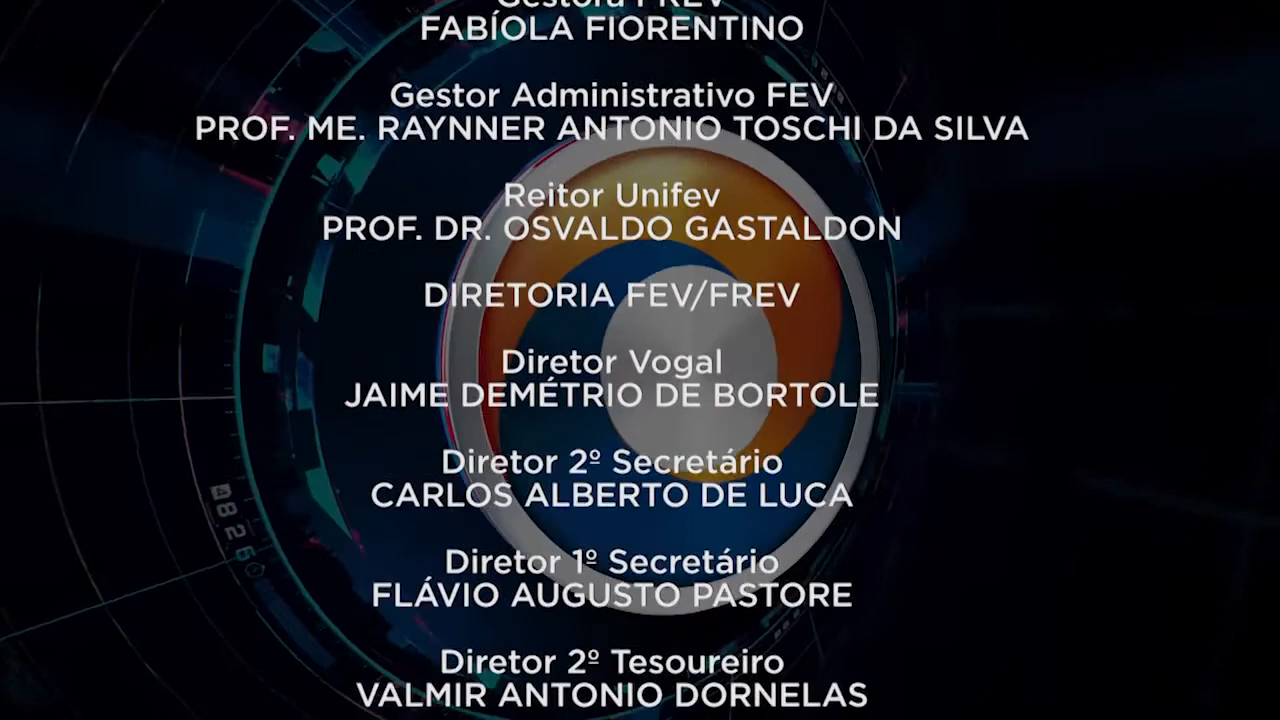 Gestora FREV
FABÍOLA FIORENTINO
Gestor Administrativo FEV
PROF. ME. RAYNNER ANTONIO TOSCHI DA SILVA
Reitor Unifev
PROF. DR. OSVALDO GASTALDON
DIRETORIA FEV/FREV
Diretor Vogal
JAIME DEMÉTRIO DE BORTOLE
Diretor 2º Secretário
CARLOS ALBERTO DE LUCA
Diretor 1º Secretário
FLÁVIO AUGUSTO PASTORE
Diretor 2º Tesoureiro
VALMIR ANTONIO DORNELAS